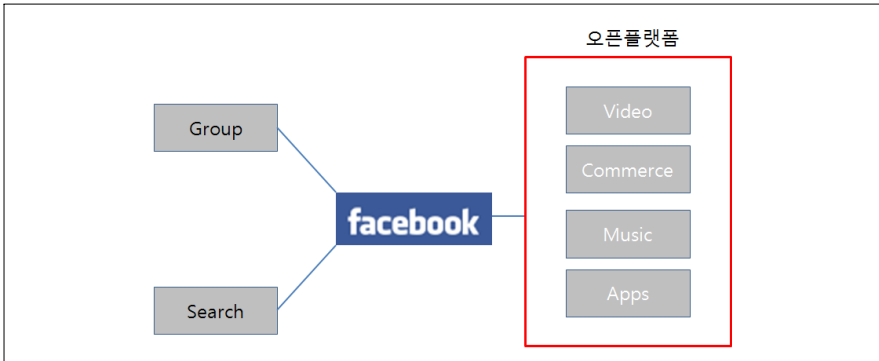 오픈플랫폼
Group
Search
facebook
Video
Commerce
Music
Apps